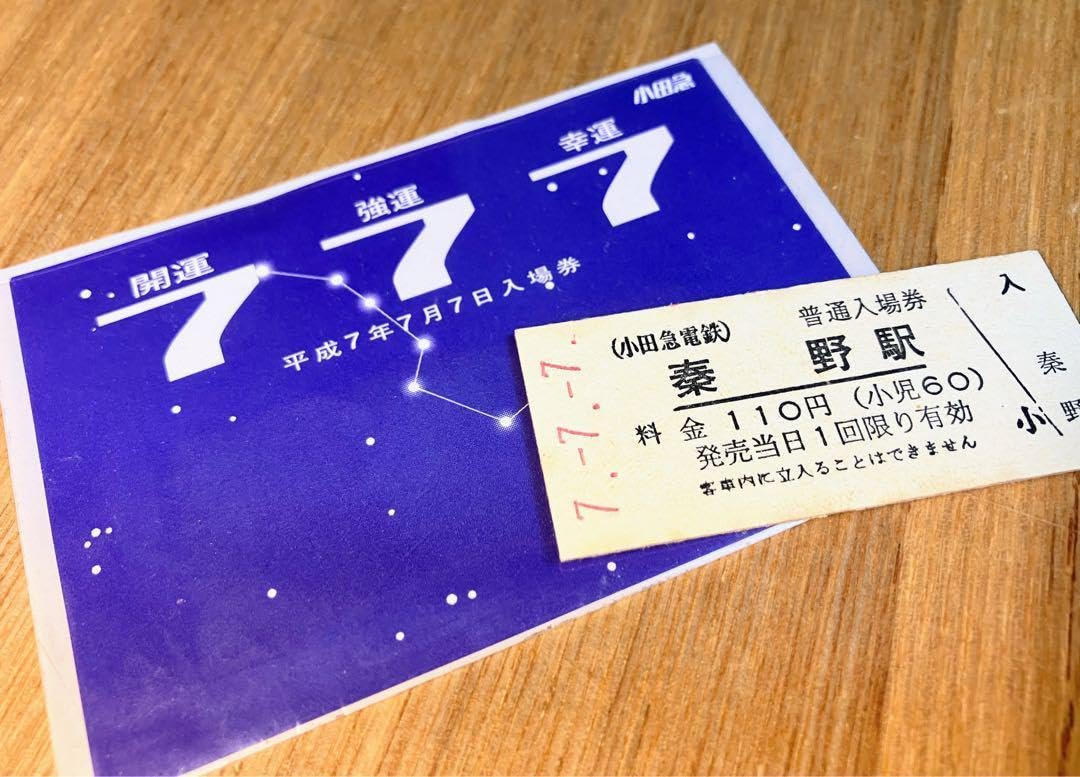 小田急
開運 強運 幸運
7 7 7
平成7年7月7日入場券
7.-7.-7.
(小田急電鉄) 普通入場券
秦野駅
料金 110円 (小児60)
発売当日1回限り有効
客車内に立入ることはできません
入
秦
小 野